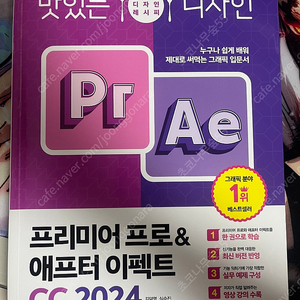 맛있는 디자인
디자인
레시피
누구나 쉽게 배워
제대로 써먹는 그래픽 입문서
Pr
Ae
그래픽 분야
1위
베스트셀러
프리미어 프로&
애프터 이펙트
CC 2024
1
한 권으로 학습
2
최신 버전 반영
3
실무 예제 구성
4
영상 강의 수록